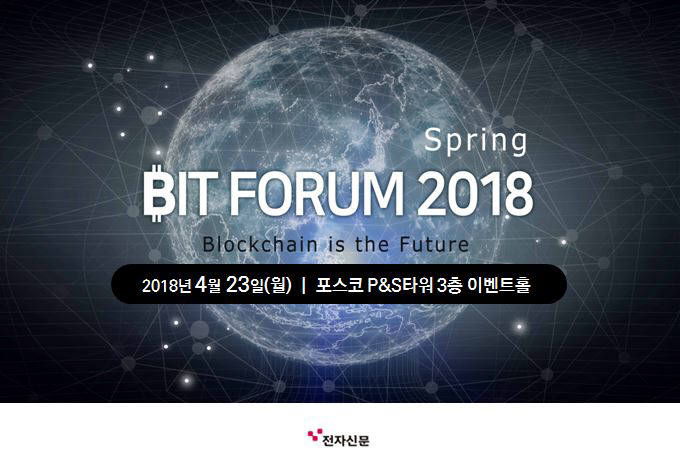 Spring
₿IT FORUM 2018
Blockchain is the Future
2018년 4월 23일(월) | 포스코 P&S타워 3층 이벤트홀
전자신문